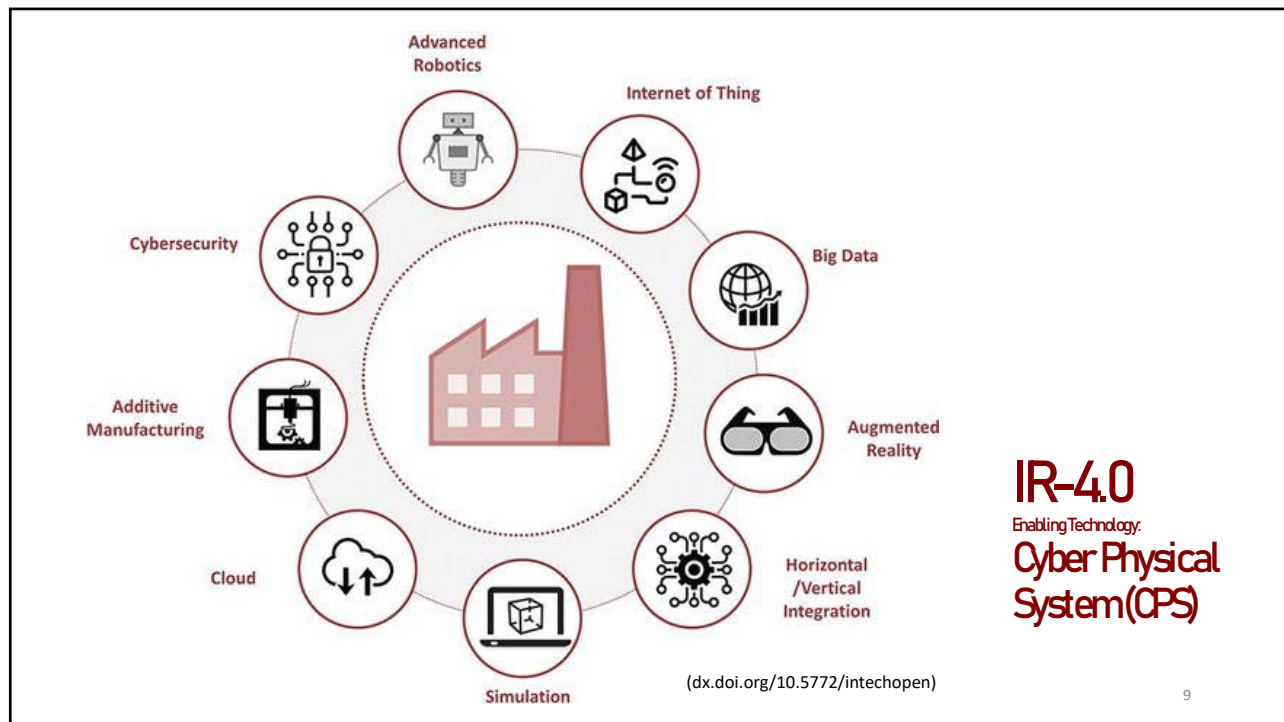 Advanced
Robotics
Internet of Thing
Cybersecurity
Big Data
Additive
Manufacturing
Augmented
Reality
IR-4.0
Enabling Technology:
Cyber Physical
System (CPS)
Cloud
Horizontal
/Vertical
Integration
Simulation
(dx.doi.org/10.5772/intechopen)
9